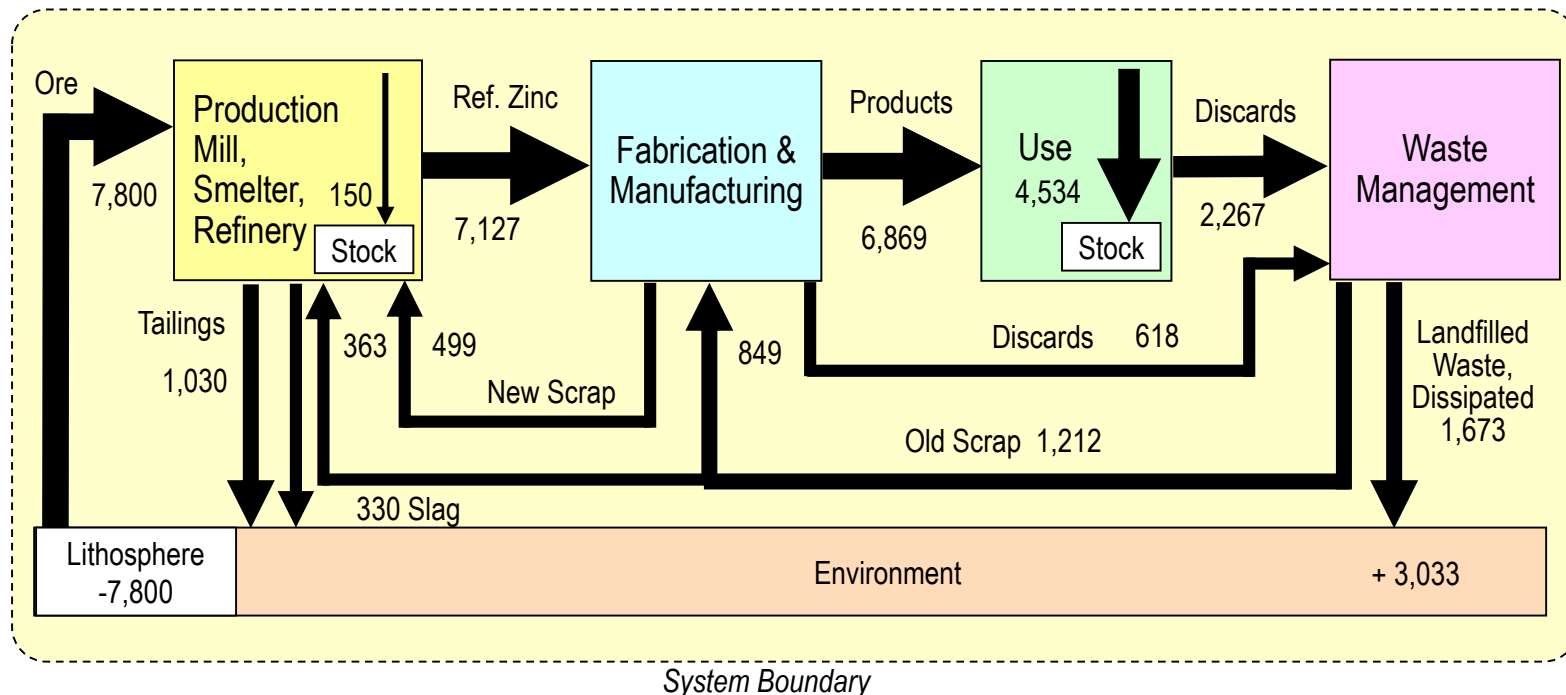 Ore
7,800
Production
Mill,
Smelter,
Refinery
150
Stock
Ref. Zinc
7,127
Fabrication &
Manufacturing
Products
6,869
Use
4,534
Stock
Discards
2,267
Waste
Management
Tailings
1,030
363
499
New Scrap
849
Discards 618
Old Scrap 1,212
Landfilled
Waste,
Dissipated
1,673
330 Slag
Lithosphere
-7,800
Environment
+ 3,033
System Boundary